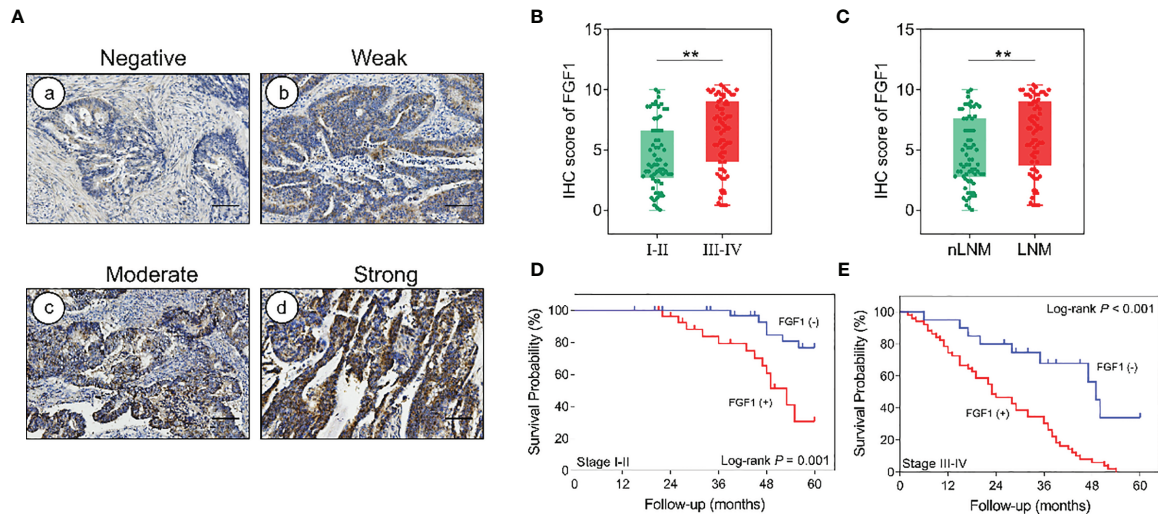 A
Negative
Weak
a
b
Moderate
Strong
c
d
B
IHC score of FGF1
15
10
5
0
**
I-II
III-IV
C
IHC score of FGF1
15
10
5
0
**
nLNM
LNM
D
Survival Probability (%)
100
80
60
40
20
0
FGF1 (-)
FGF1 (+)
Stage I-II
Log-rank P = 0.001
0 12 24 36 48 60
Follow-up (months)
E
Survival Probability (%)
100
80
60
40
20
0
Log-rank P < 0.001
FGF1 (-)
FGF1 (+)
Stage III-IV
0 12 24 36 48 60
Follow-up (months)